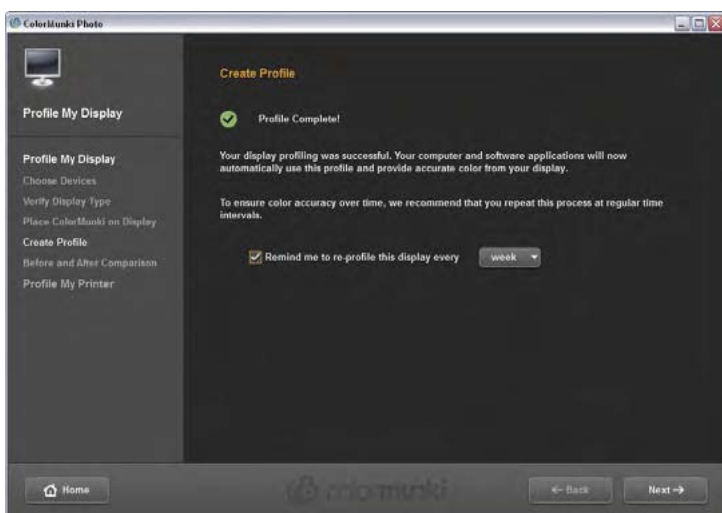 ColorMunki Photo
Profile My Display
Profile My Display
Choose Devices
Verify Display Type
Place ColorMunki on Display
Create Profile
Before and After Comparison
Profile My Printer
Create Profile
Profile Complete!
Your display profiling was successful. Your computer and software applications will now
automatically use this profile and provide accurate color from your display.
To ensure color accuracy over time, we recommend that you repeat this process at regular time
intervals.
Remind me to re-profile this display every week
Home
colormunki
Back
Next